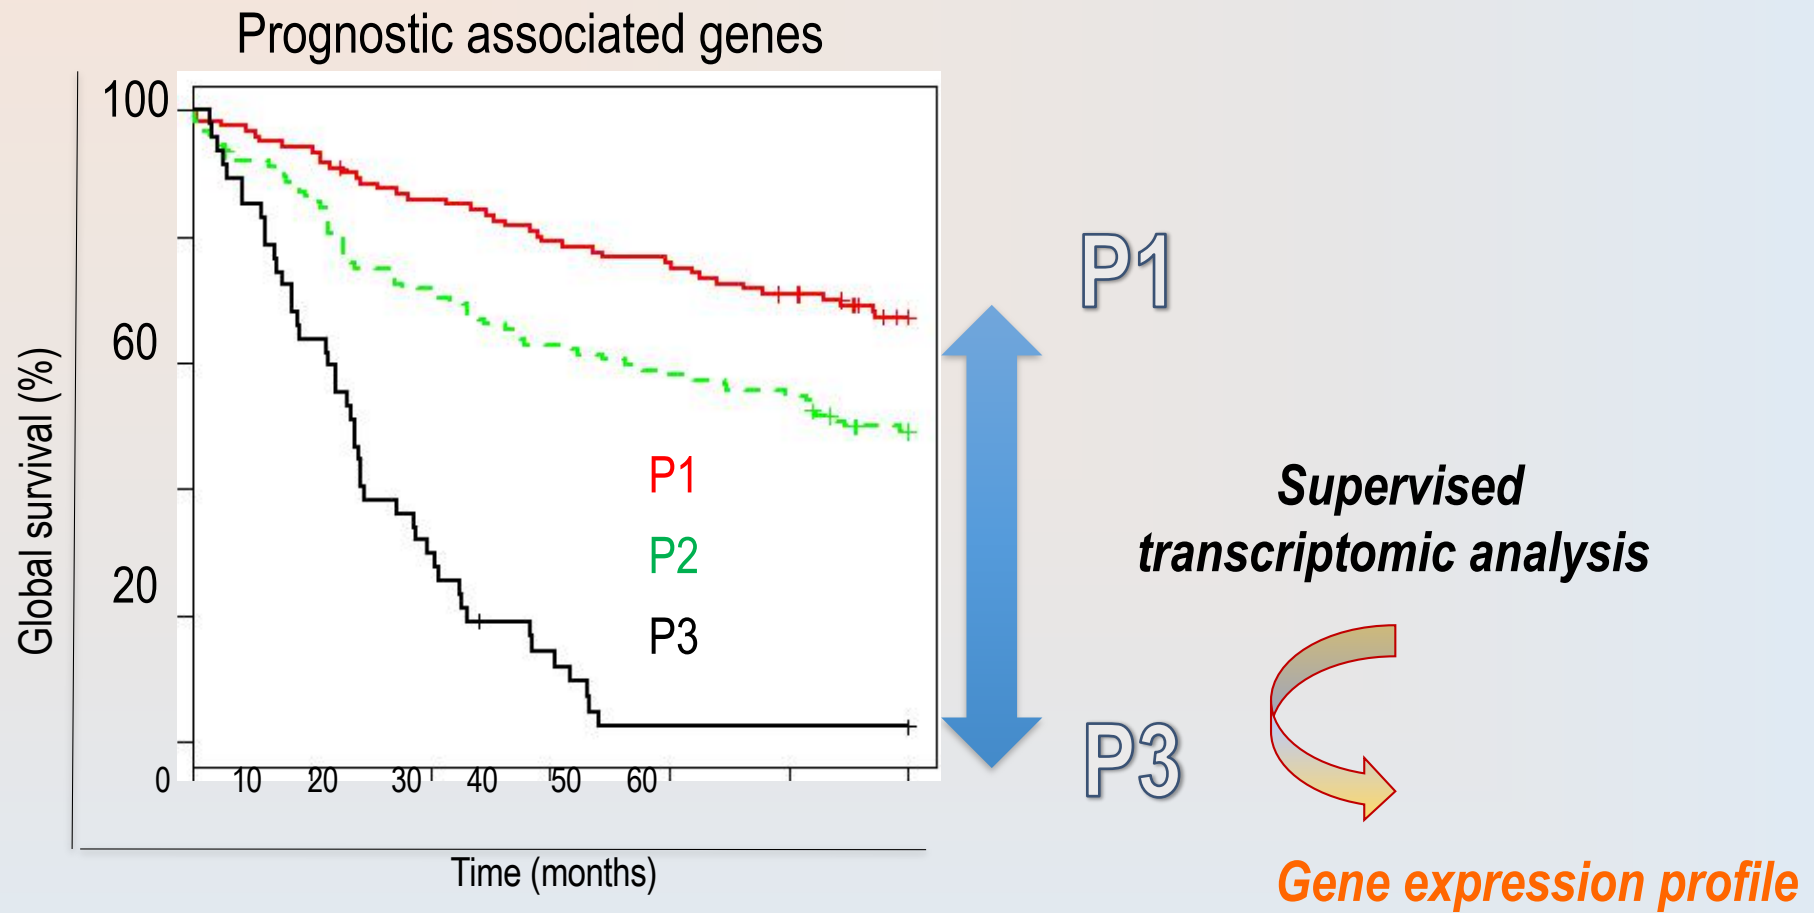 Prognostic associated genes
100
60
20
Global survival (%)
P1
P2
P3
0 10 20 30 40 50 60
Time (months)
P1
Supervised
transcriptomic analysis
P3
Gene expression profile